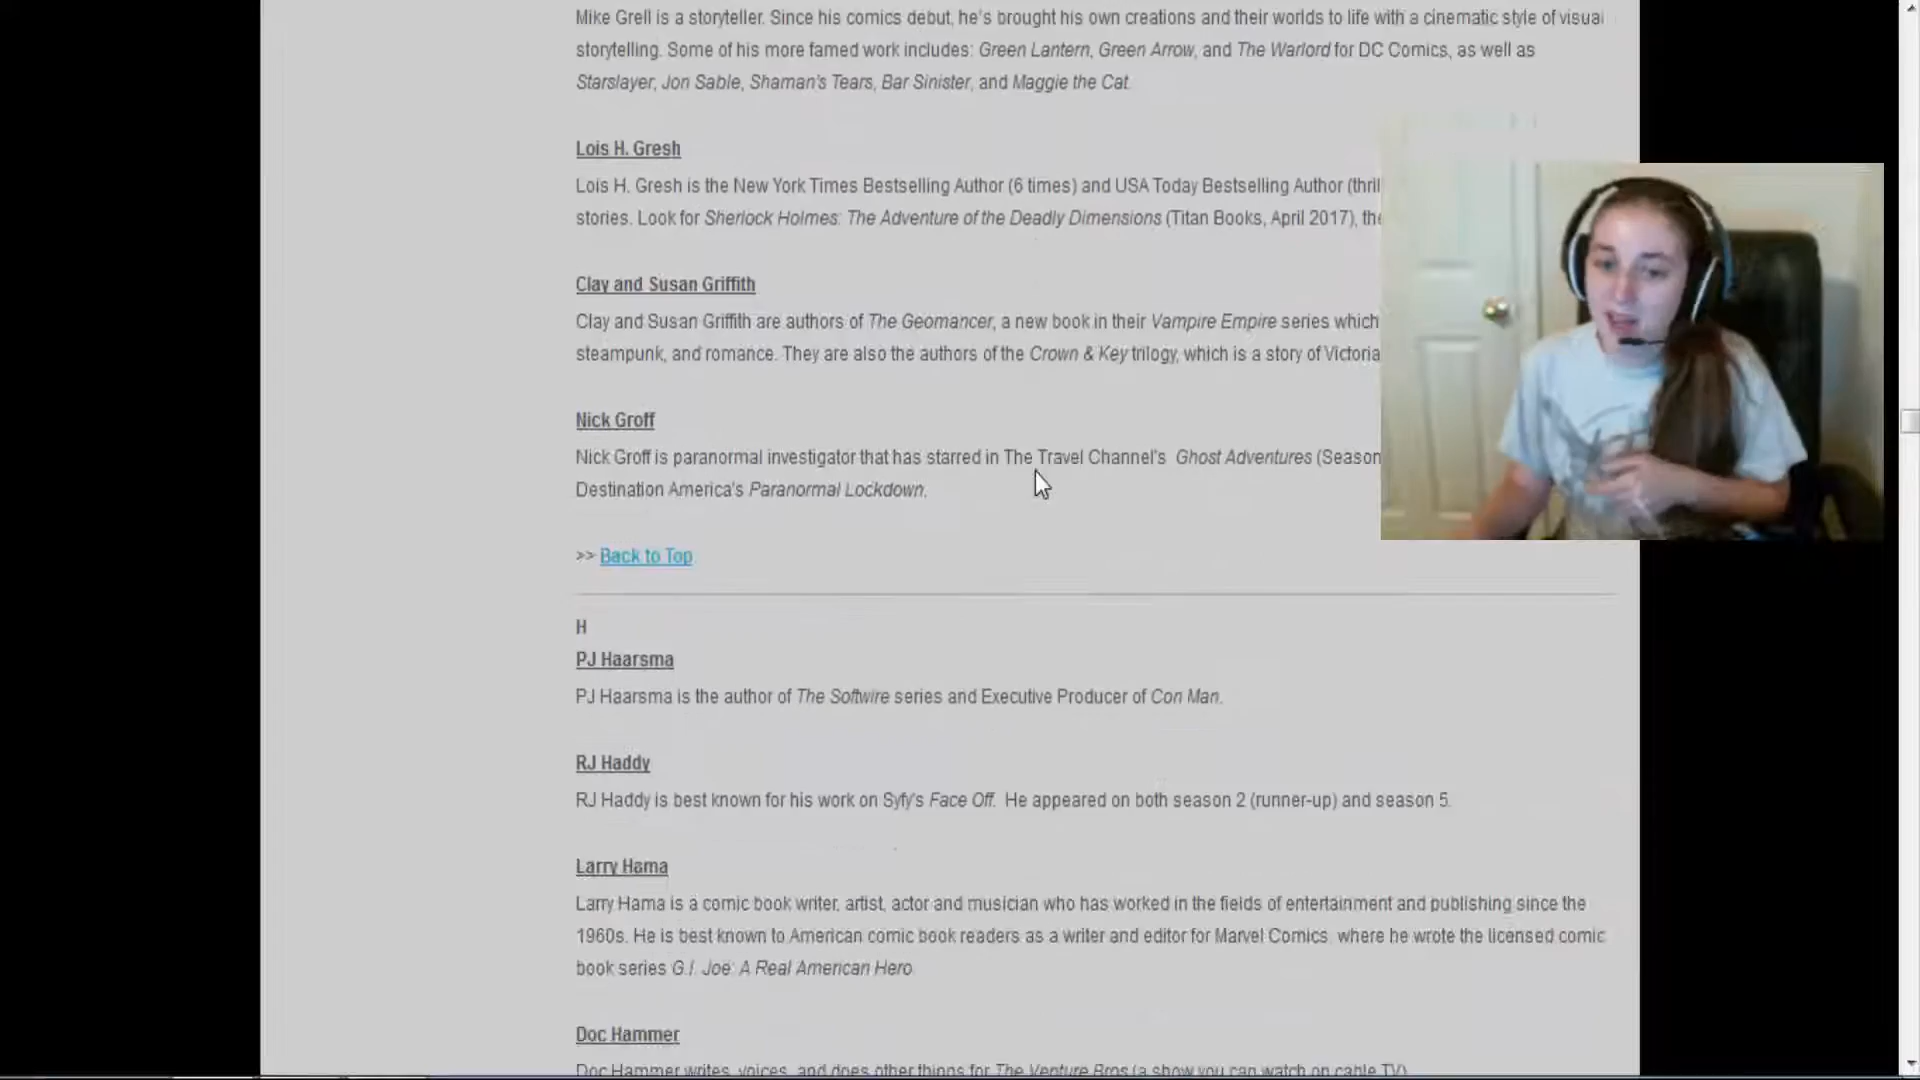 Mike Grell is a storyteller. Since his comics debut, he's brought his own creations and their worlds to life with a cinematic style of visual
storytelling. Some of his more famed work includes: Green Lantern, Green Arrow, and The Warlord for DC Comics, as well as
Starslayer, Jon Sable, Shaman's Tears, Bar Sinister, and Maggie the Cat.
Lois H. Gresh
Lois H. Gresh is the New York Times Bestselling Author (6 times) and USA Today Bestselling Author (thril
stories. Look for Sherlock Holmes: The Adventure of the Deadly Dimensions (Titan Books, April 2017), the
Clay and Susan Griffith
Clay and Susan Griffith are authors of The Geomancer, a new book in their Vampire Empire series which
steampunk, and romance. They are also the authors of the Crown & Key trilogy, which is a story of Victoria
Nick Groff
Nick Groff is paranormal investigator that has starred in The Travel Channel's Ghost Adventures (Season
Destination America's Paranormal Lockdown.
>> Back to Top
H
PJ Haarsma
PJ Haarsma is the author of The Softwire series and Executive Producer of Con Man.
RJ Haddy
RJ Haddy is best known for his work on Syfy's Face Off. He appeared on both season 2 (runner-up) and season 5.
Larry Hama
Larry Hama is a comic book writer, artist, actor and musician who has worked in the fields of entertainment and publishing since the
1960s. He is best known to American comic book readers as a writer and editor for Marvel Comics, where he wrote the licensed comic
book series G.I. Joe: A Real American Hero
Doc Hammer
Doc Hammer writes, voices, and does other things for The Venture Bros (a show you can watch on cable TV)